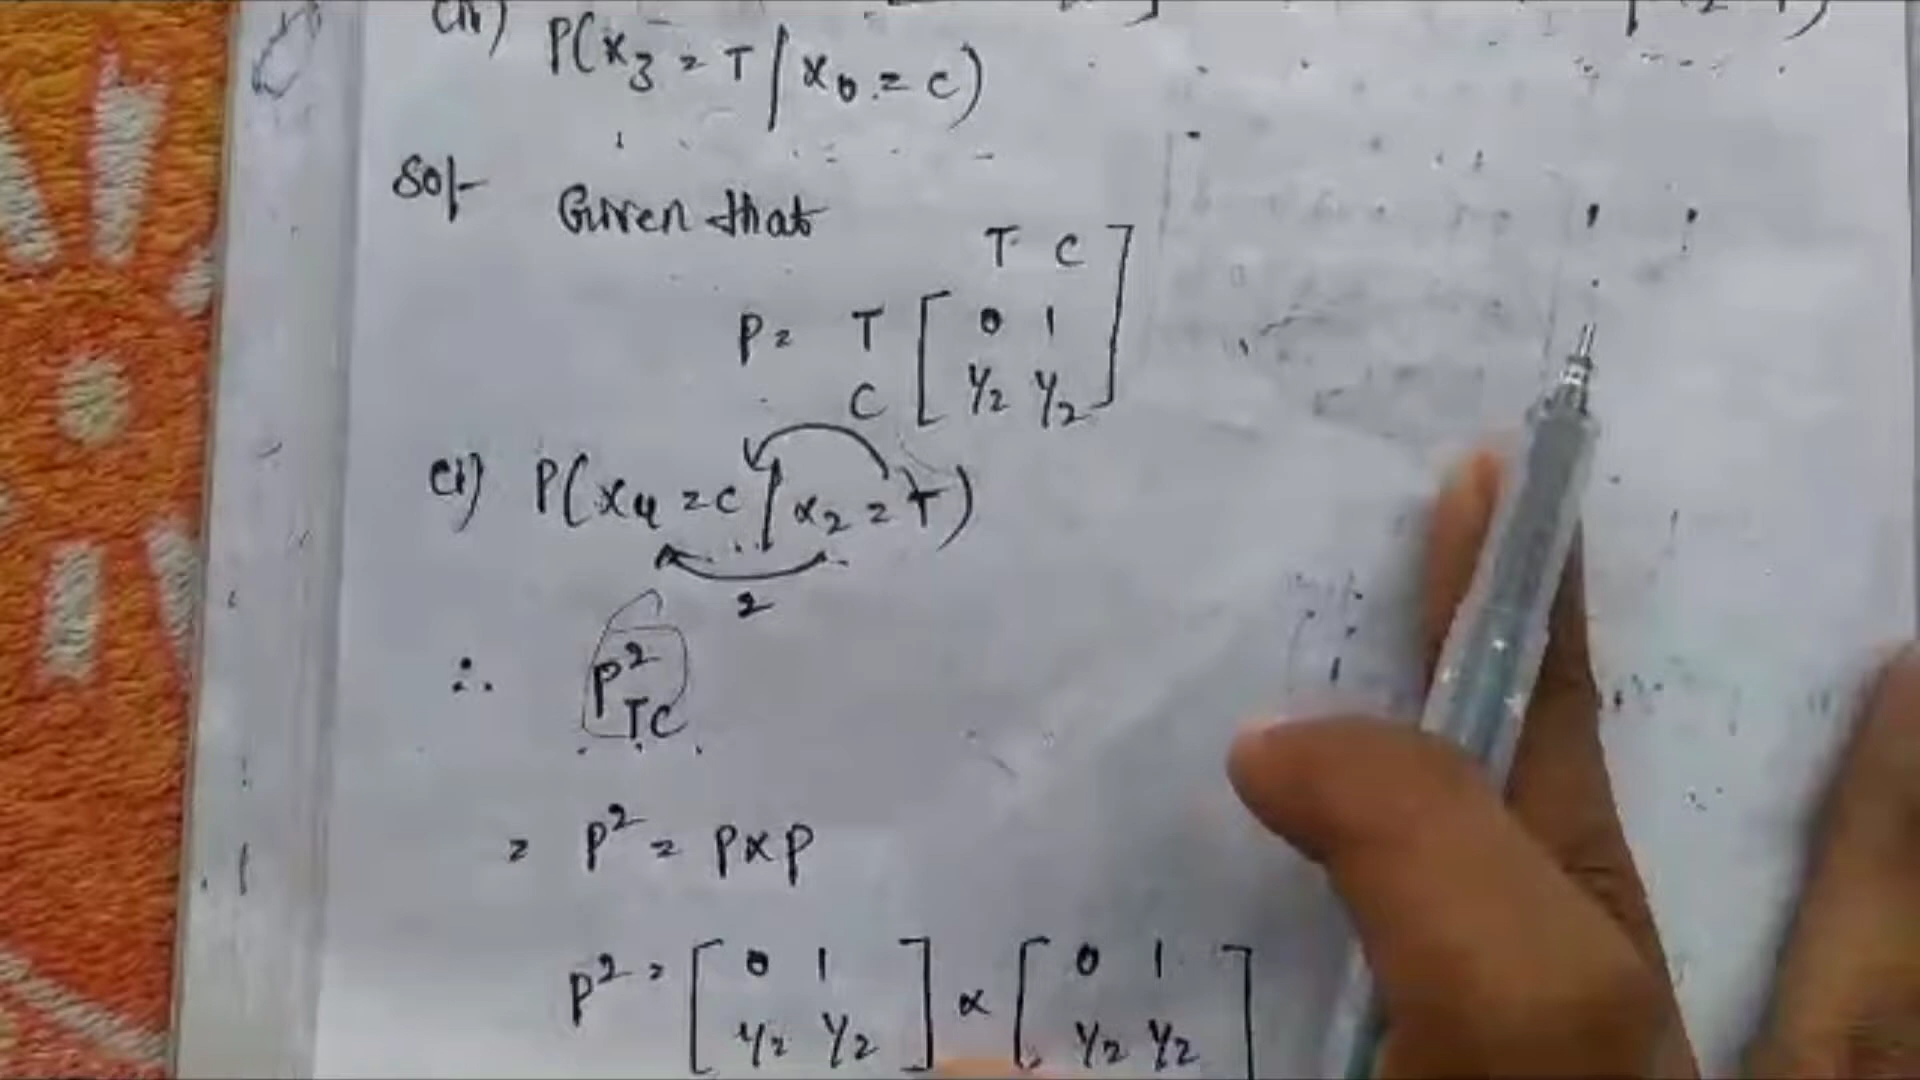 P(x3 = T / x0 = C)
Sol-
Given that
T C
P = T [ 0 1
C 1/2 1/2 ]
(i) P(x4 = C / x2 = T)
2
∴ P²TC
= P² = P × P
P² = [ 0 1 ] × [ 0 1 ]
1/2 1/2 1/2 1/2